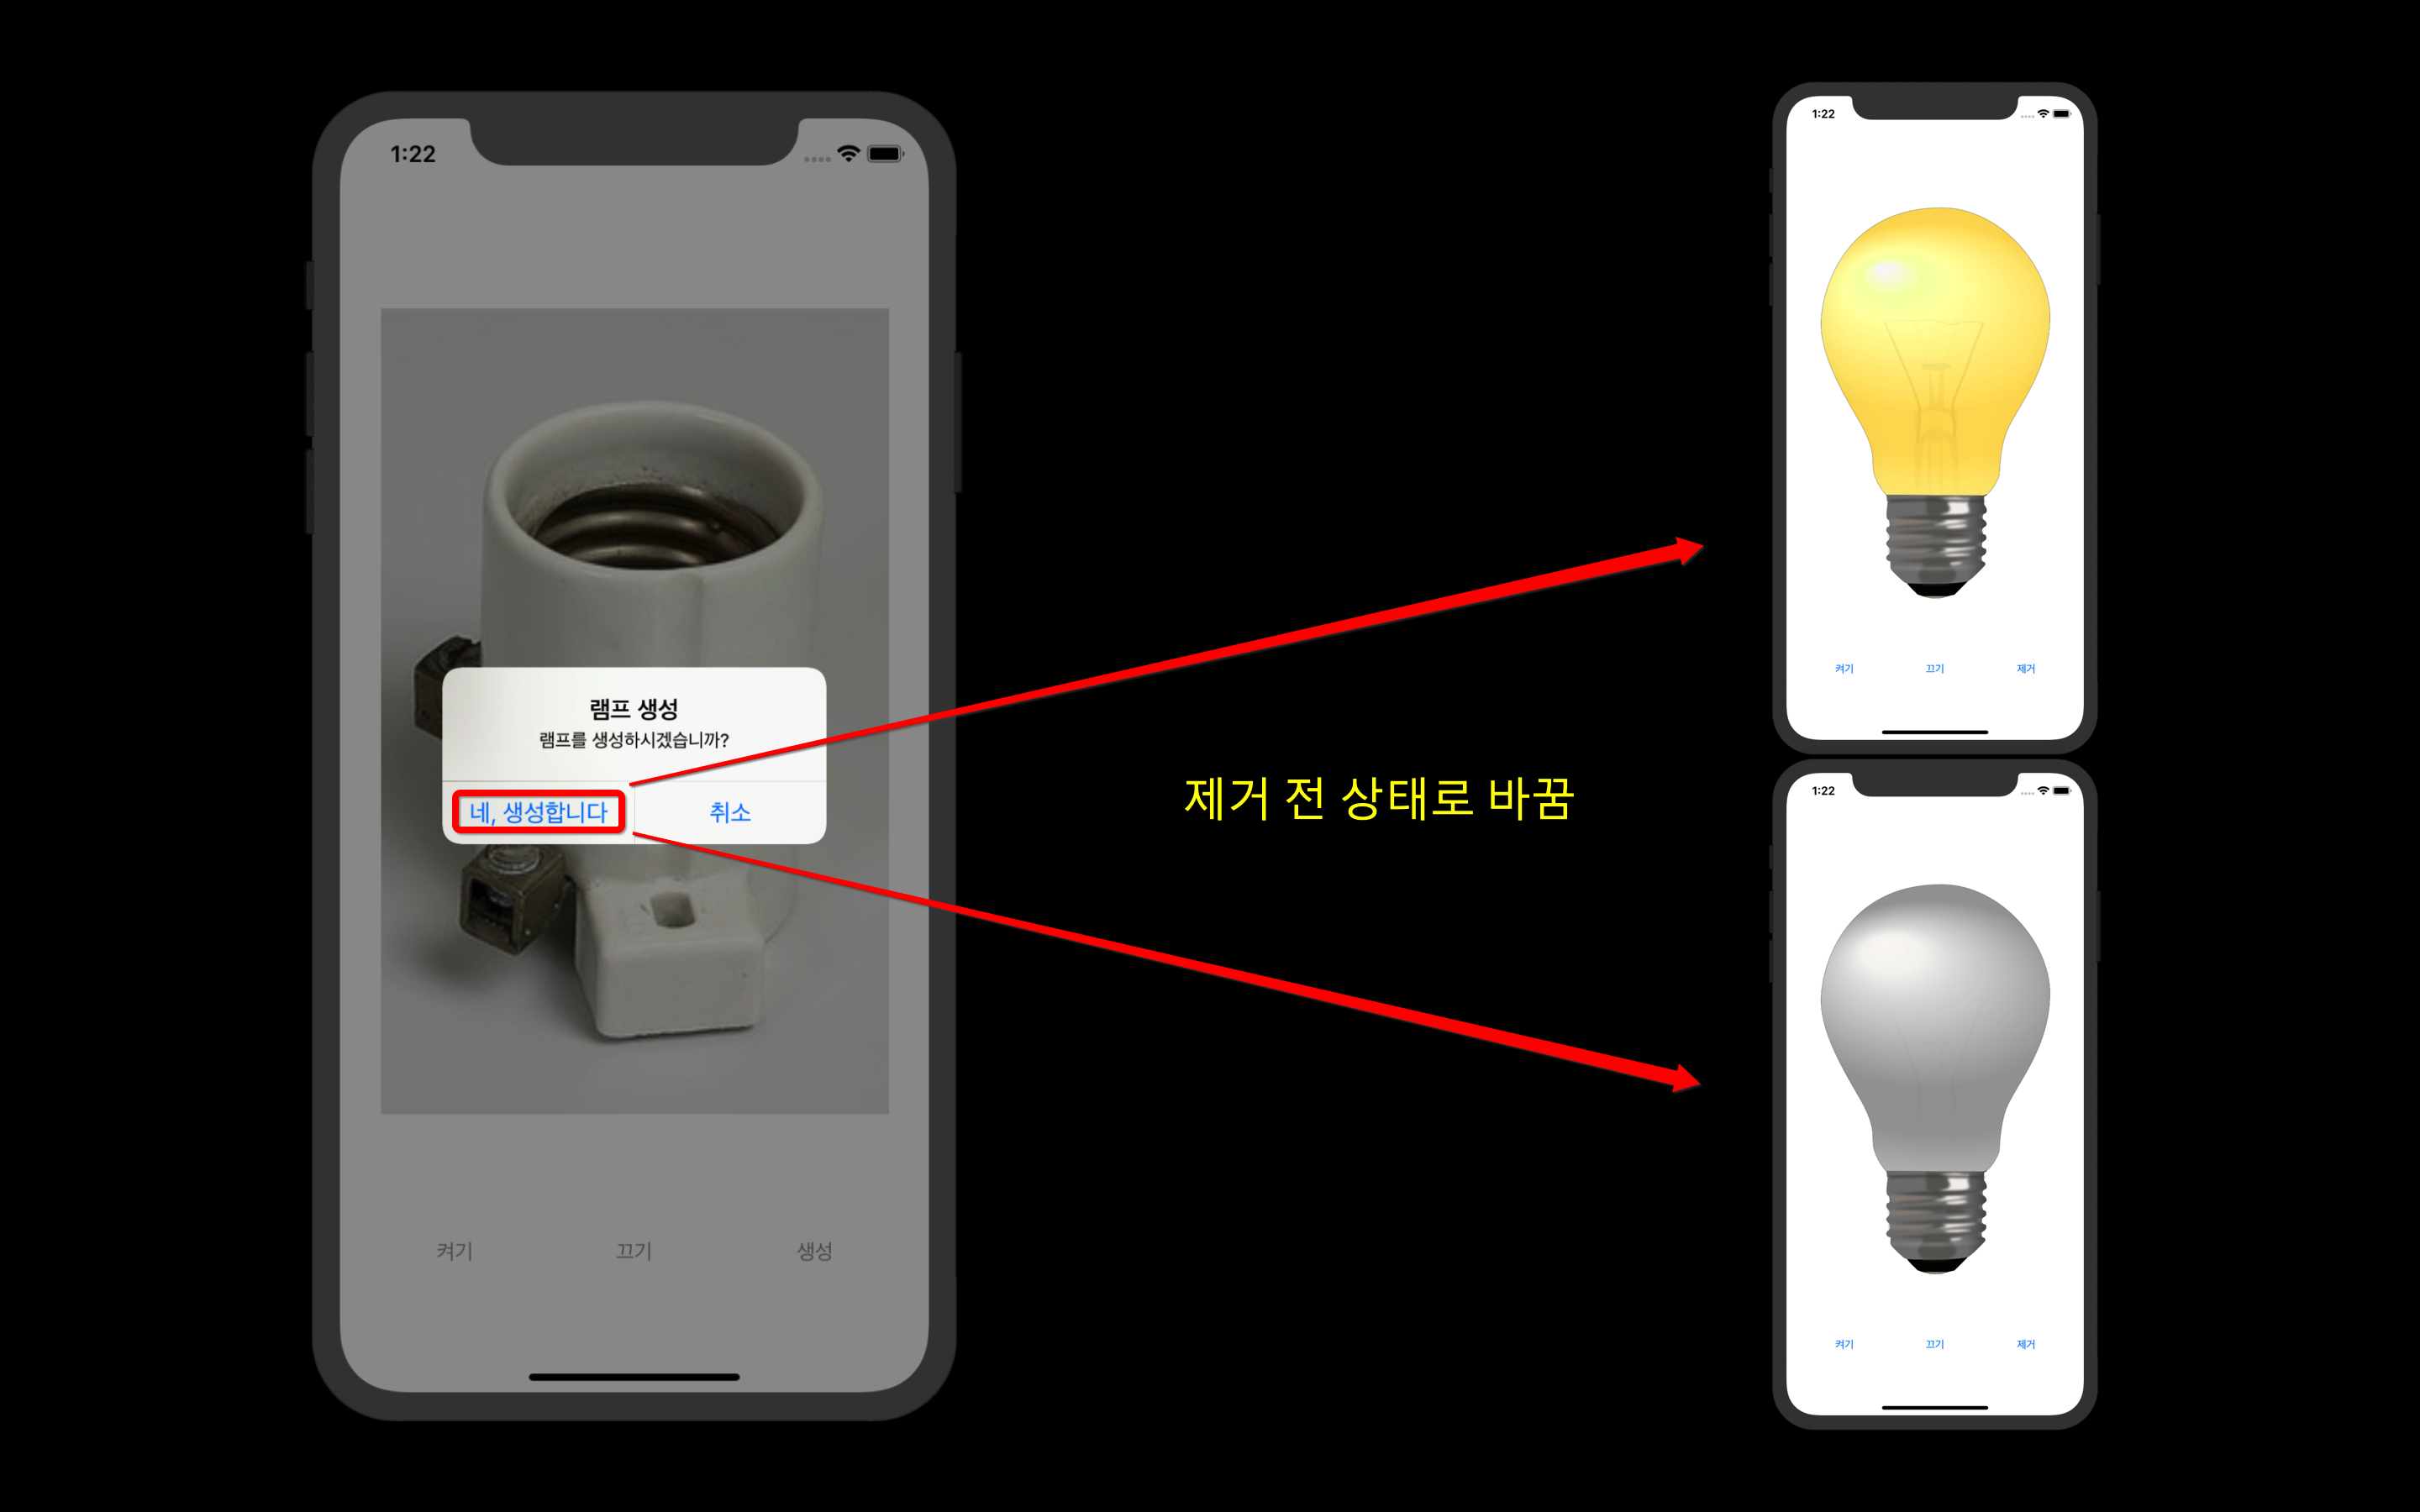 1:22
램프 생성
램프를 생성하시겠습니까?
네, 생성합니다 취소
켜기 끄기 생성
제거 전 상태로 바꿈
1:22
켜기 끄기 제거
1:22
켜기 끄기 제거